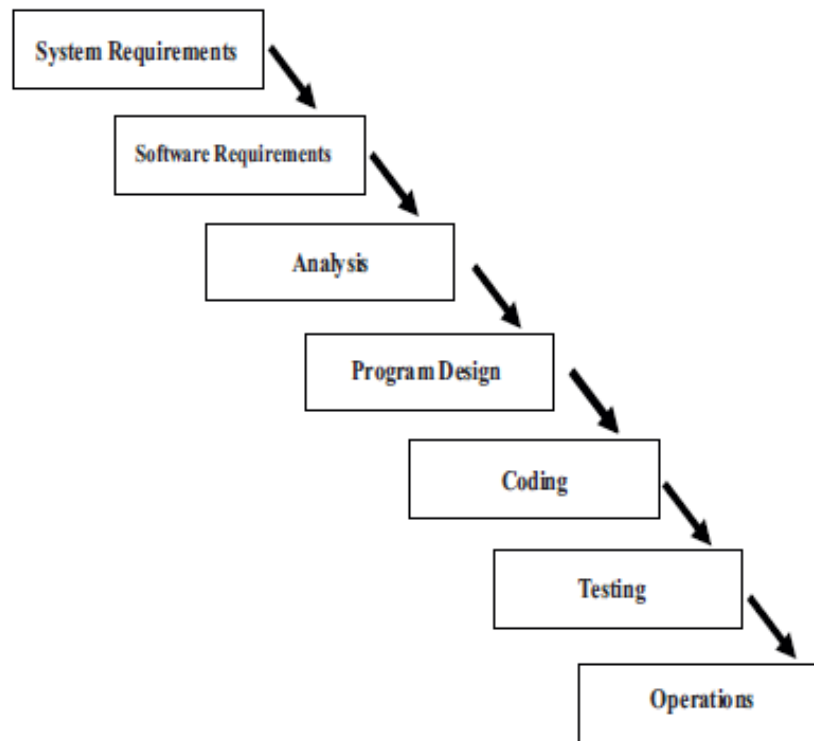 System Requirements
Software Requirements
Analysis
Program Design
Coding
Testing
Operations